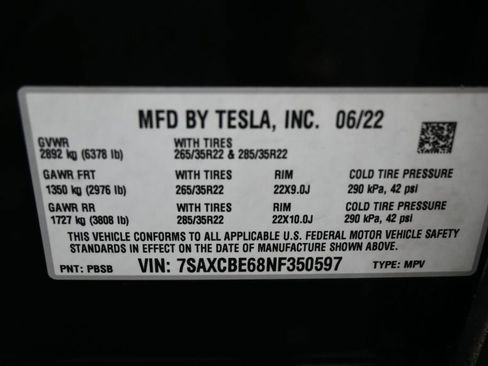 MFD BY TESLA, INC. 06/22
GVWR WITH TIRES
2892 kg (6378 lb) 265/35R22 & 285/35R22
GAWR FRT WITH TIRES RIM COLD TIRE PRESSURE
1350 kg (2976 lb) 265/35R22 22X9.0J 290 kPa, 42 psi
GAWR RR WITH TIRES RIM COLD TIRE PRESSURE
1727 kg (3808 lb) 285/35R22 22X10.0J 290 kPa, 42 psi
THIS VEHICLE CONFORMS TO ALL APPLICABLE U.S. FEDERAL MOTOR VEHICLE SAFETY
STANDARDS IN EFFECT ON THE DATE OF MANUFACTURE SHOWN ABOVE.
PNT: PBSB VIN: 7SAXCBE68NF350597 TYPE: MPV